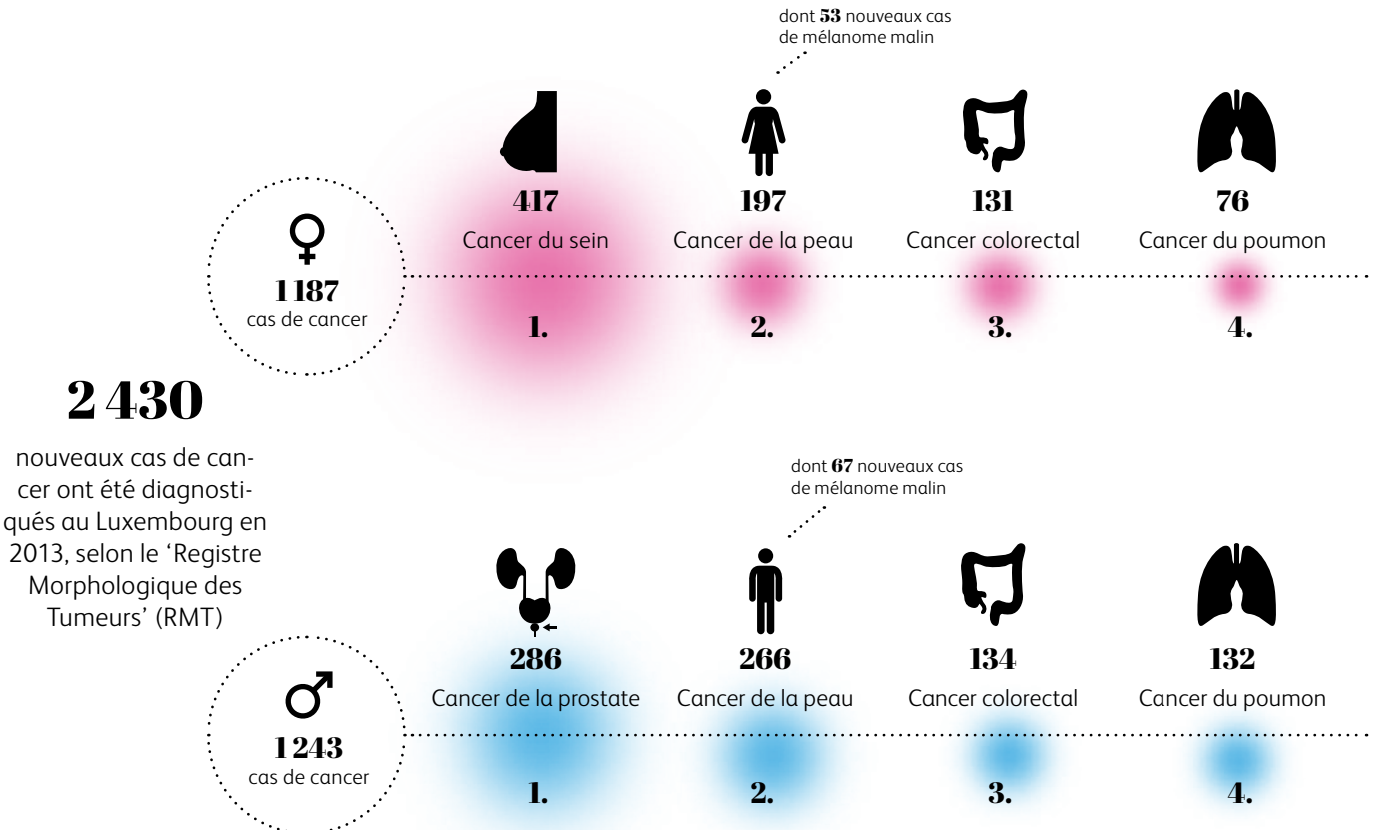 dont 53 nouveaux cas
de mélanome malin
417
Cancer du sein
1.
197
Cancer de la peau
2.
131
Cancer colorectal
3.
76
Cancer du poumon
4.
1 187
cas de cancer
2 430
nouveaux cas de can-
cer ont été diagnosti-
qués au Luxembourg en
2013, selon le ‘Registre
Morphologique des
Tumeurs’ (RMT)
dont 67 nouveaux cas
de mélanome malin
286
Cancer de la prostate
1.
266
Cancer de la peau
2.
134
Cancer colorectal
3.
132
Cancer du poumon
4.
1 243
cas de cancer